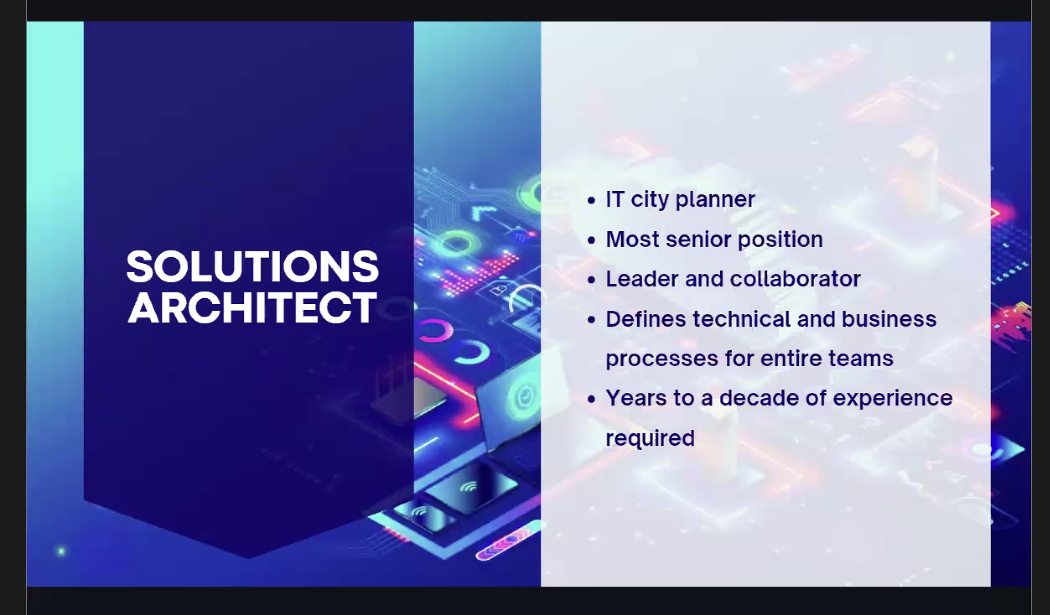 SOLUTIONS
ARCHITECT
• IT city planner
• Most senior position
• Leader and collaborator
• Defines technical and business
processes for entire teams
• Years to a decade of experience
required